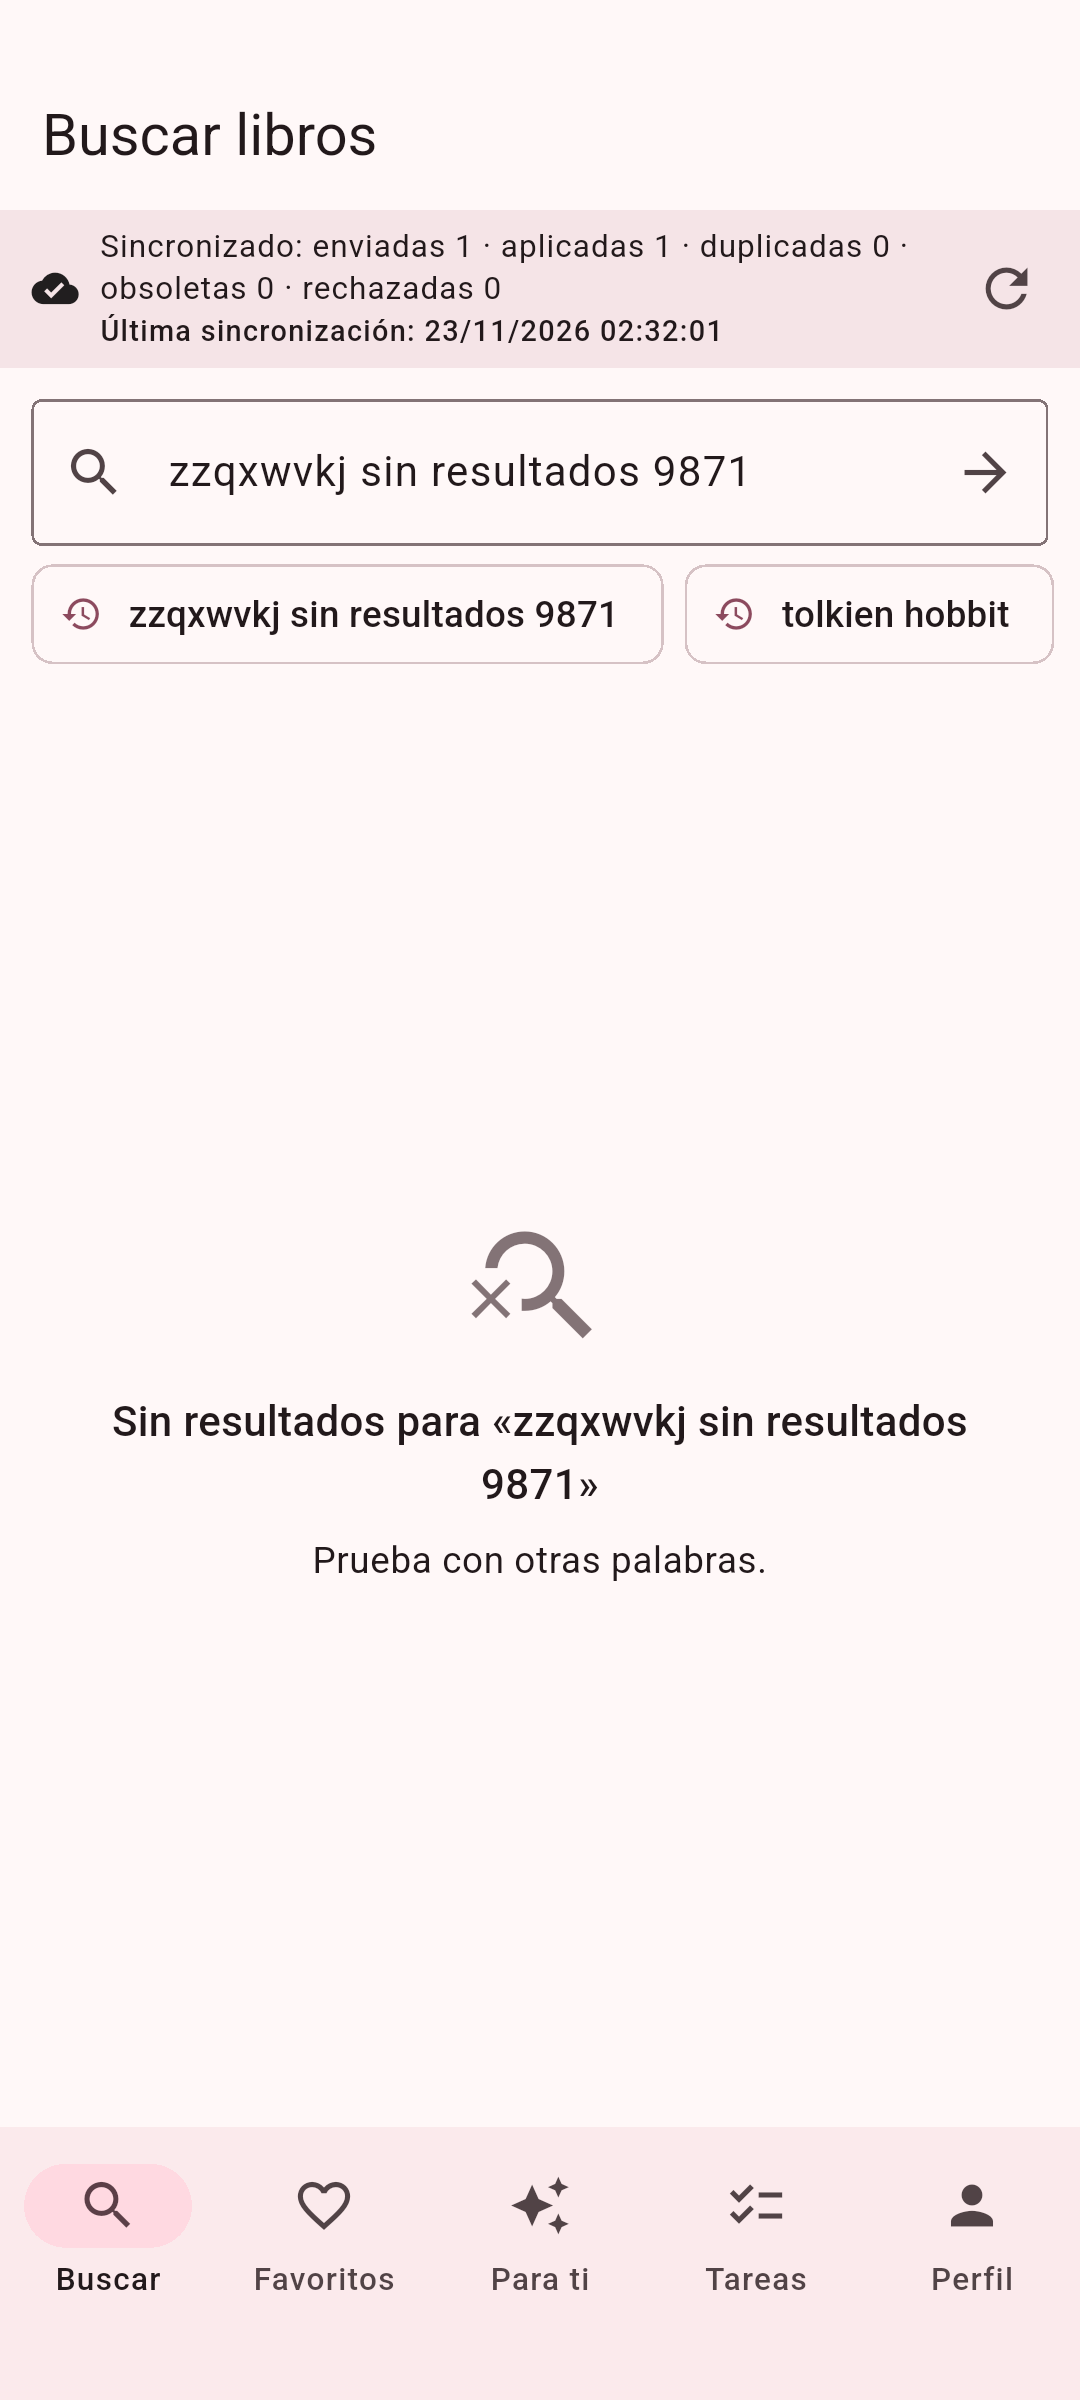 Buscar libros
Sincronizado: enviadas 1 · aplicadas 1 · duplicadas 0 ·
obsoletas 0 · rechazadas 0
Última sincronización: 23/11/2026 02:32:01
zzqxwvkj sin resultados 9871
zzqxwvkj sin resultados 9871
tolkien hobbit
Sin resultados para «zzqxwvkj sin resultados
9871»
Prueba con otras palabras.
Buscar
Favoritos
Para ti
Tareas
Perfil